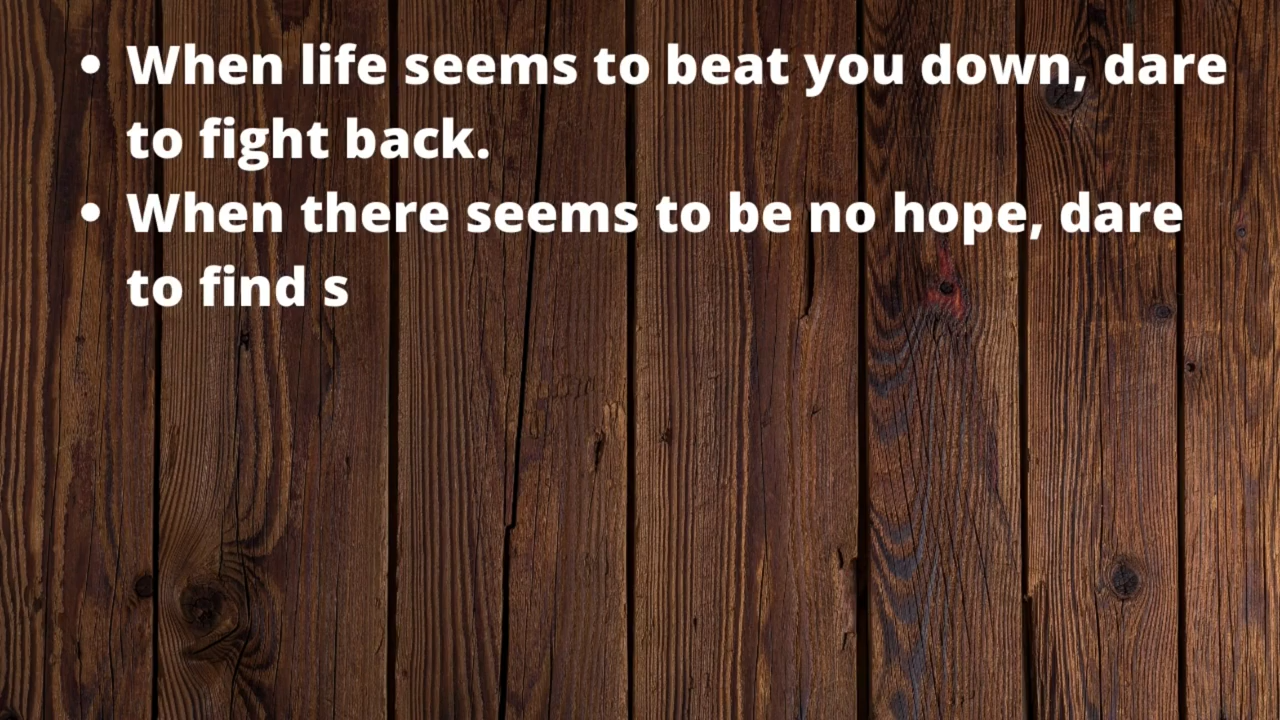 • When life seems to beat you down, dare
to fight back.
• When there seems to be no hope, dare
to find s